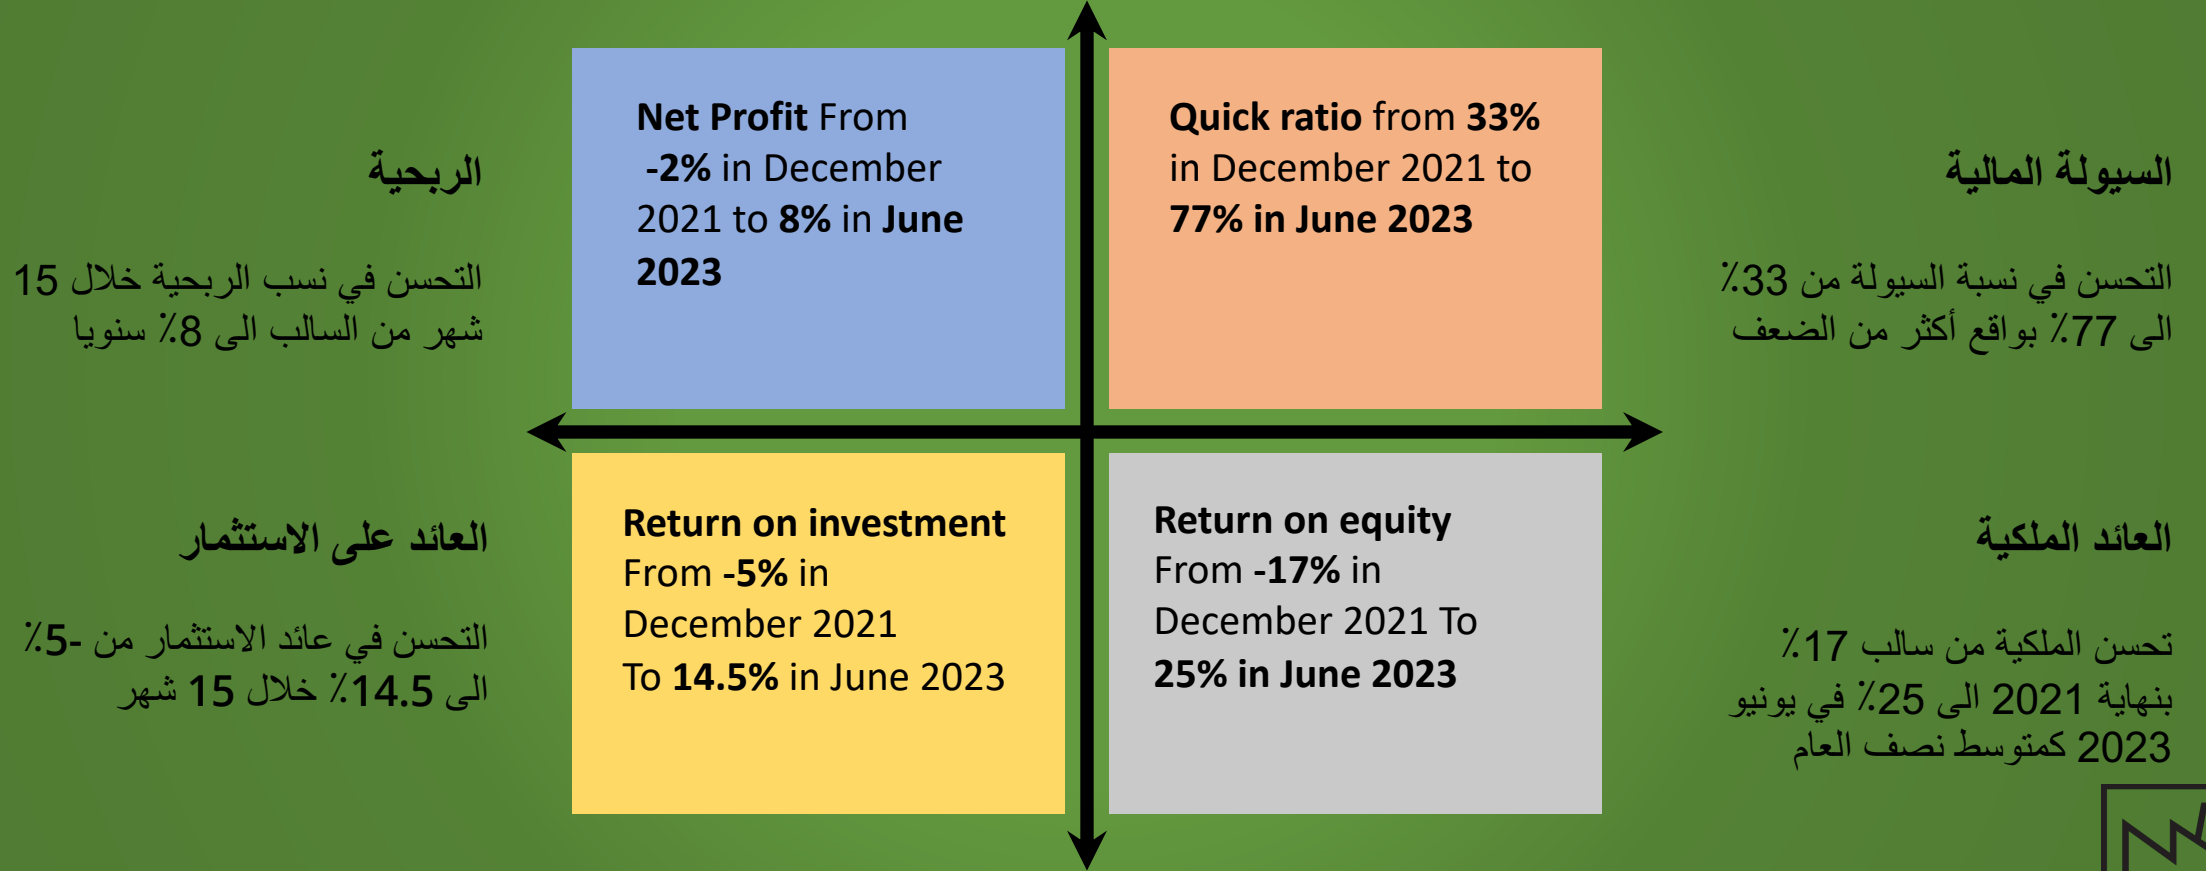 الربحية
التحسن في نسب الربحية خلال 15
شهر من السالب الى 8٪ سنويا
Net Profit From
-2% in December
2021 to 8% in June
2023
Quick ratio from 33%
in December 2021 to
77% in June 2023
السيولة المالية
التحسن في نسبة السيولة من 33٪
الى 77٪ بواقع أكثر من الضعف
العائد على الاستثمار
التحسن في عائد الاستثمار من -5٪
الى 14.5٪ خلال 15 شهر
Return on investment
From -5% in
December 2021
To 14.5% in June 2023
Return on equity
From -17% in
December 2021 To
25% in June 2023
العائد الملكية
تحسن الملكية من سالب 17٪
بنهاية 2021 الى 25٪ في يونيو
2023 كمتوسط نصف العام